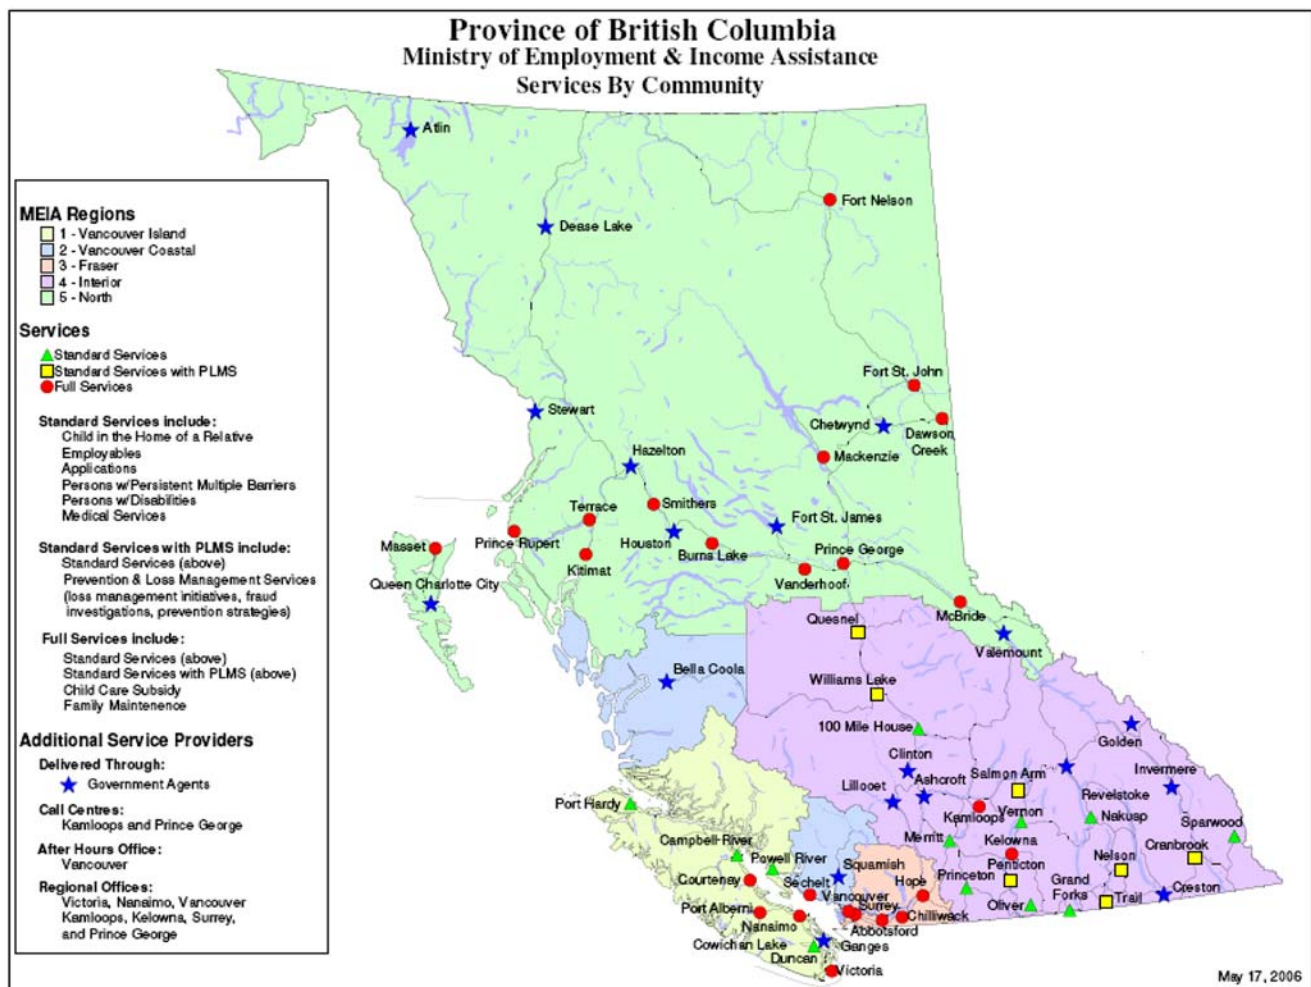 Province of British Columbia
Ministry of Employment & Income Assistance
Services By Community
MEIA Regions
1 - Vancouver Island
2 - Vancouver Coastal
3 - Fraser
4 - Interior
5 - North
Services
Standard Services
Standard Services with PLMS
Full Services
Standard Services include:
Child in the Home of a Relative
Employables
Applications
Persons w/Persistent Multiple Barriers
Persons w/Disabilities
Medical Services
Standard Services with PLMS include:
Standard Services (above)
Prevention & Loss Management Services
(loss management initiatives, fraud
investigations, prevention strategies)
Full Services include:
Standard Services (above)
Standard Services with PLMS (above)
Child Care Subsidy
Family Maintenence
Additional Service Providers
Delivered Through:
Government Agents
Call Centres:
Kamloops and Prince George
After Hours Office:
Vancouver
Regional Offices:
Victoria, Nanaimo, Vancouver
Kamloops, Kelowna, Surrey,
and Prince George
Atlin
Fort Nelson
Dease Lake
Fort St. John
Stewart
Chetwynd
Dawson
Creek
Hazelton
Mackenzie
Smithers
Terrace
Fort St. James
Prince Rupert
Houston
Masset
Burns Lake
Prince George
Kitimat
Queen Charlotte City
Vanderhoof
McBride
Quesnel
Valemount
Bella Coola
Williams Lake
100 Mile House
Golden
Clinton
Salmon Arm
Invermere
Lillooet
Ashcroft
Revelstoke
Port Hardy
Kamloops
Vernon
Nakusp
Sparwood
Campbell River
Merritt
Kelowna
Cranbrook
Powell River
Squamish
Penticton
Nelson
Courtenay
Sechelt
Hope
Princeton
Grand
Forks
Creston
Vancouver
Trail
Port Alberni
Surrey
Oliver
Chilliwack
Nanaimo
Abbotsford
Cowichan Lake
Ganges
Duncan
Victoria
May 17, 2006